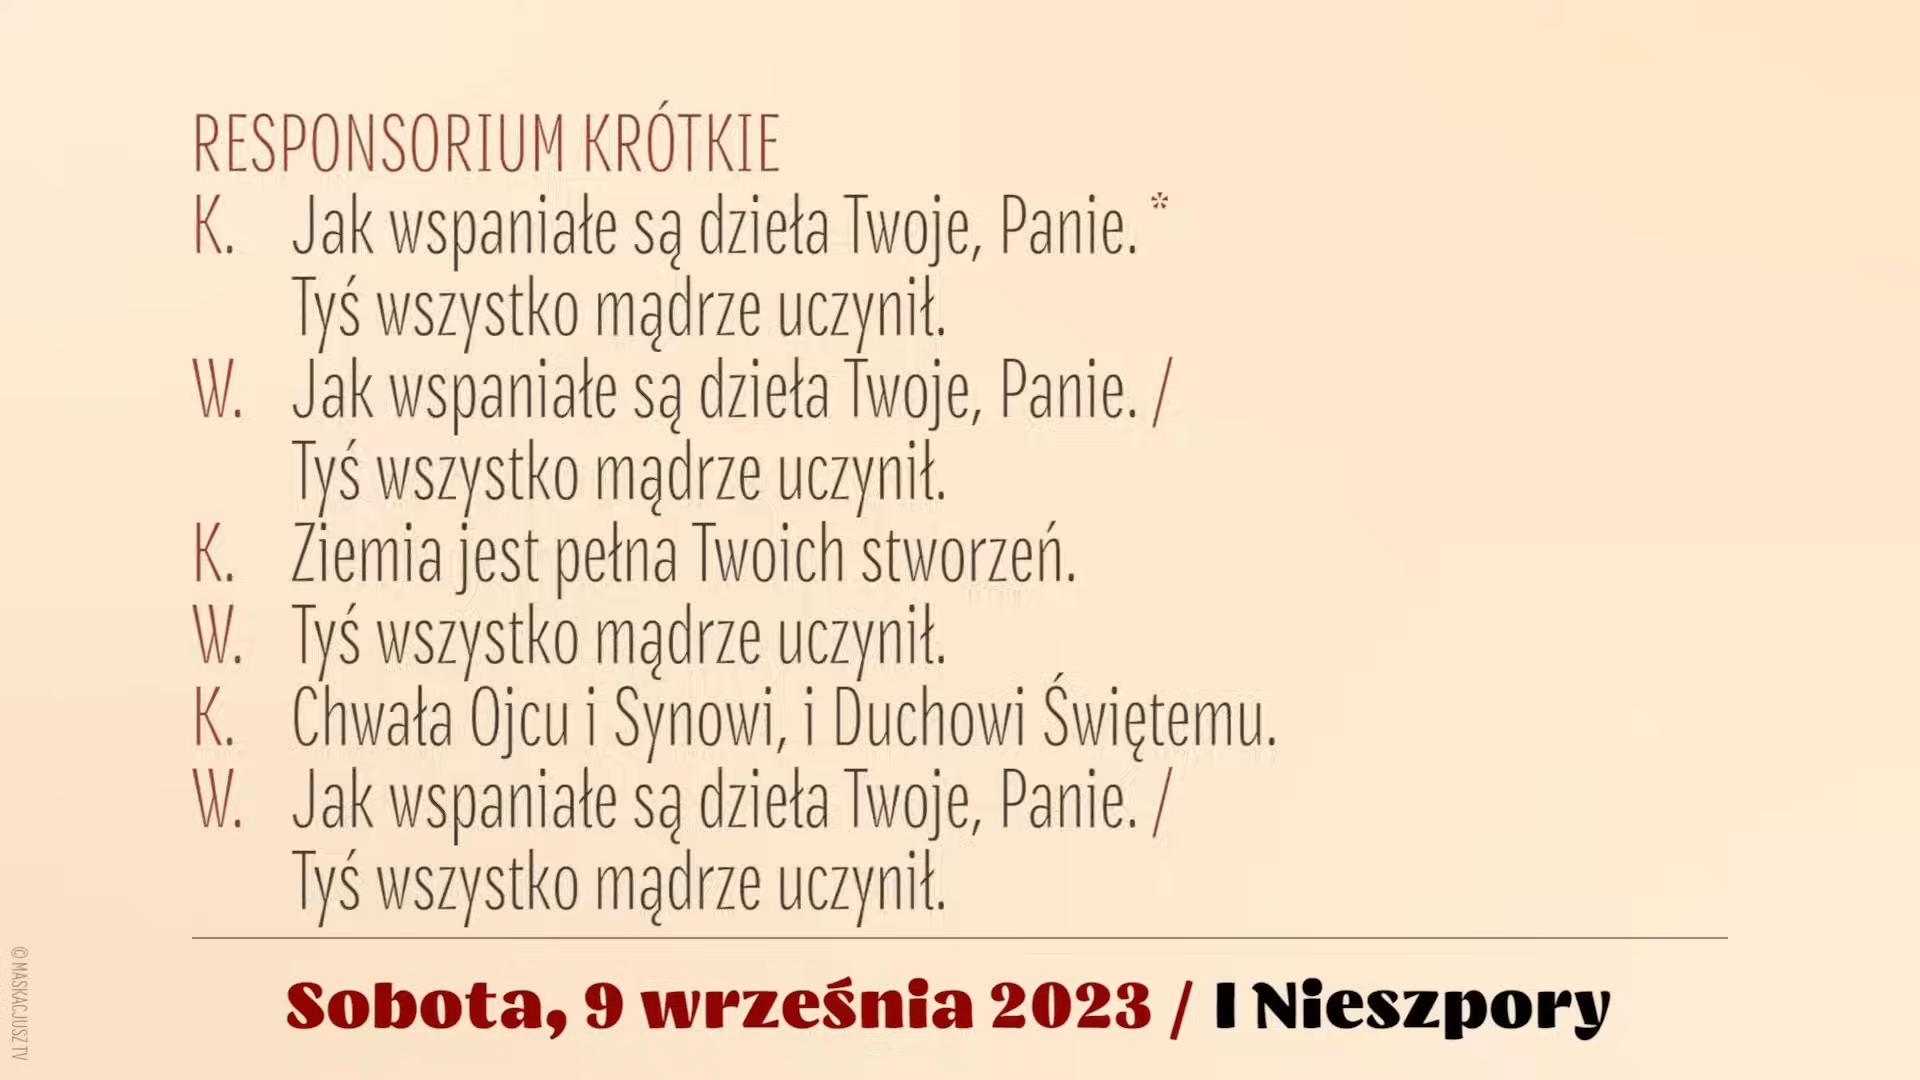 RESPONSORIUM KRÓTKIE
K. Jak wspaniałe są dzieła Twoje, Panie. *
Tyś wszystko mądrze uczynił.
W. Jak wspaniałe są dzieła Twoje, Panie. /
Tyś wszystko mądrze uczynił.
K. Ziemia jest pełna Twoich stworzeń.
W. Tyś wszystko mądrze uczynił.
K. Chwała Ojcu i Synowi, i Duchowi Świętemu.
W. Jak wspaniałe są dzieła Twoje, Panie. /
Tyś wszystko mądrze uczynił.
Sobota, 9 września 2023 / I Nieszpory
© MASKACJUSZ TV